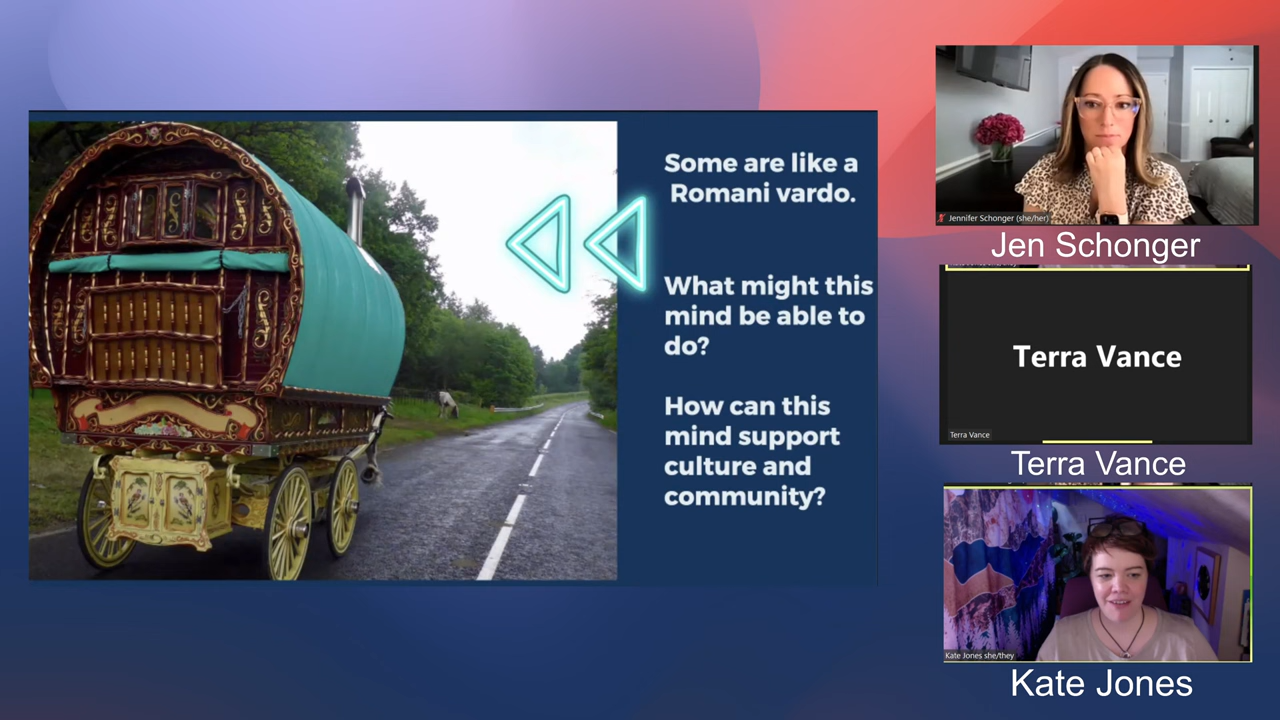 Some are like a
Romani vardo.
What might this
mind be able to
do?
How can this
mind support
culture and
community?
Jennifer Schonger (she/her)
Jen Schonger
Terra Vance
Terra Vance
Terra Vance
Kate Jones she/they
Kate Jones